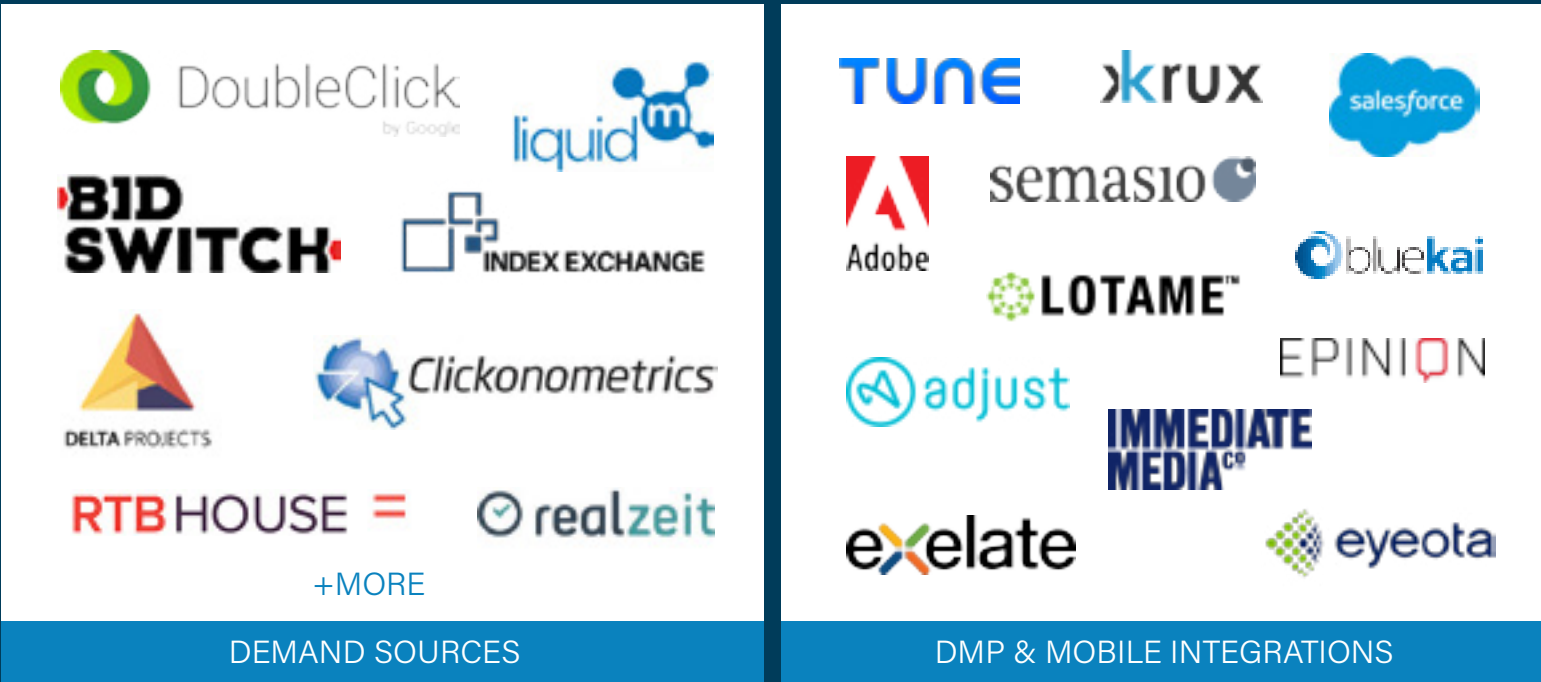 DoubleClick
by Google
liquid m
BID
SWITCH
INDEX EXCHANGE
DELTA PROJECTS
Clickonometrics
RTB HOUSE =
realzeit
+MORE
DEMAND SOURCES
TUNE
krux
salesforce
Adobe
semasio
bluekai
LOTAME™
EPINION
adjust
IMMEDIATE
MEDIA Cº
exelate
eyeota
DMP & MOBILE INTEGRATIONS